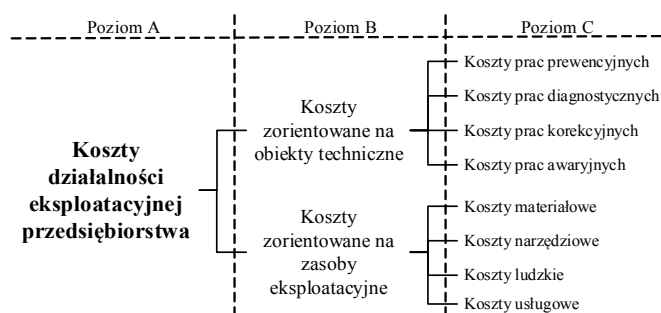 Poziom A
Poziom B
Poziom C
Koszty
działalności
eksploatacyjnej
przedsiębiorstwa
Koszty
zorientowane na
obiekty techniczne
Koszty
zorientowane na
zasoby
eksploatacyjne
Koszty prac prewencyjnych
Koszty prac diagnostycznych
Koszty prac korekcyjnych
Koszty prac awaryjnych
Koszty materiałowe
Koszty narzędziowe
Koszty ludzkie
Koszty usługowe